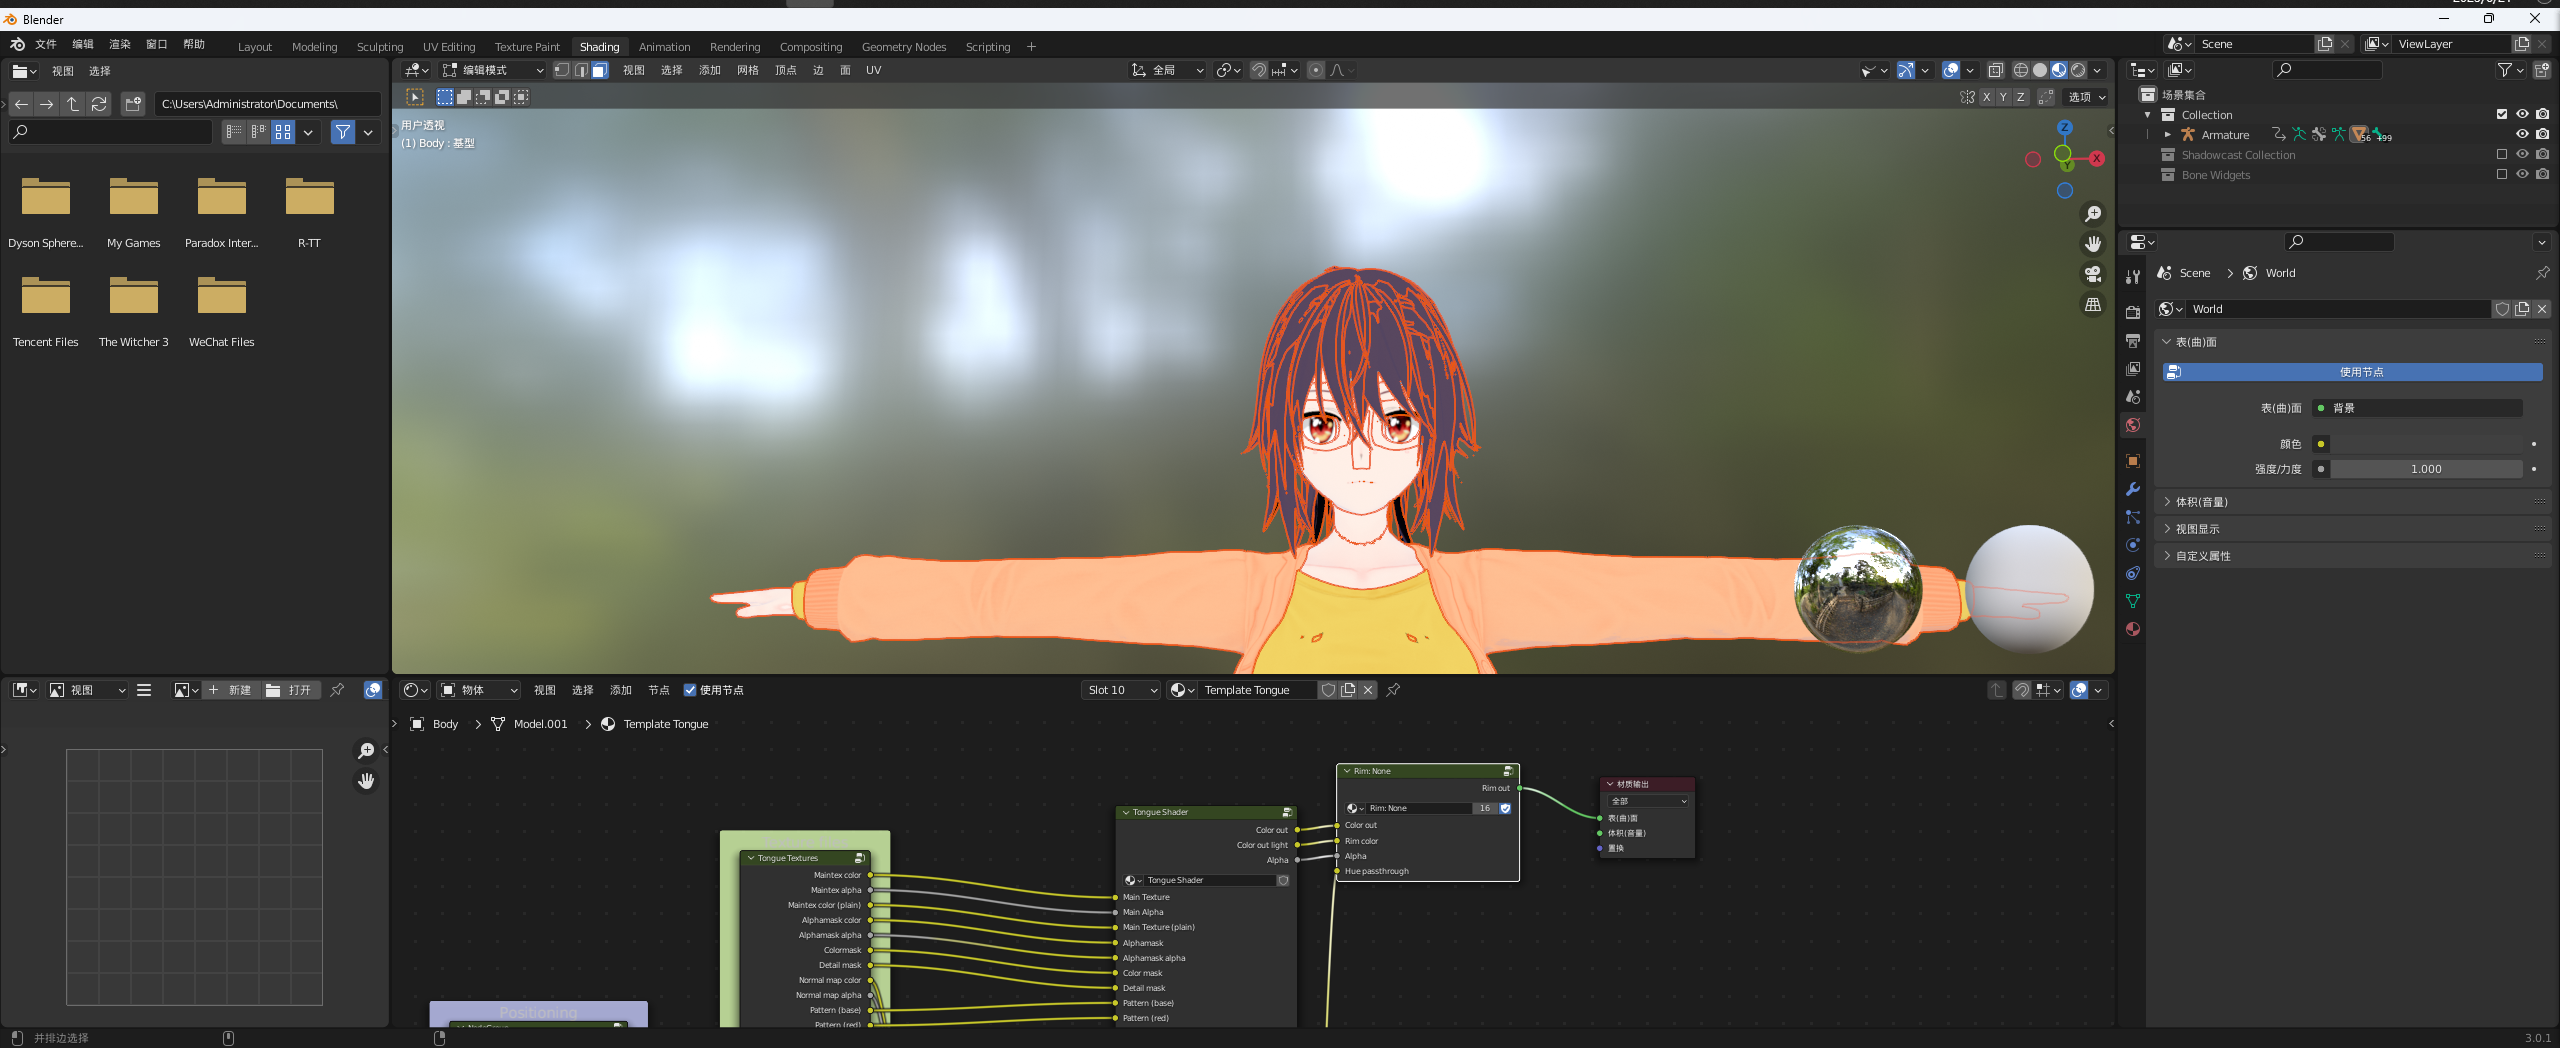 Blender
文件 编辑 渲染 窗口 帮助 Layout Modeling Sculpting UV Editing Texture Paint Shading Animation Rendering Compositing Geometry Nodes Scripting + Scene ViewLayer
视图 选择
编辑模式 视图 选择 添加 网格 顶点 边 面 UV 全局
C:\Users\Administrator\Documents\
X Y Z 选项
用户透视
(1) Body : 基型
Z
X
Y
Dyson Sphere... My Games Paradox Inter... R-TT
Tencent Files The Witcher 3 WeChat Files
场景集合
Collection
Armature 56 +99
Shadowcast Collection
Bone Widgets
Scene > World
World
表(曲)面
使用节点
表(曲)面 背景
颜色
强度/力度 1.000
体积(音量)
视图显示
自定义属性
视图 新建 打开
物体 视图 选择 添加 节点 使用节点 Slot 10 Template Tongue
Body > Model.001 > Template Tongue
Positioning
Tongue Textures
Maintex color
Maintex alpha
Maintex color (plain)
Alphamask color
Alphamask alpha
Colormask
Detail mask
Normal map color
Normal map alpha
Pattern (base)
Pattern (red)
Tongue Shader
Color out
Color out light
Alpha
Tongue Shader
Main Texture
Main Alpha
Main Texture (plain)
Alphamask
Alphamask alpha
Color mask
Detail mask
Pattern (base)
Pattern (red)
Rim: None
Rim out
Rim: None 16
Color out
Rim color
Alpha
Hue passthrough
材质输出
全部
表(曲)面
体积(音量)
置换
并排边选择
3.0.1